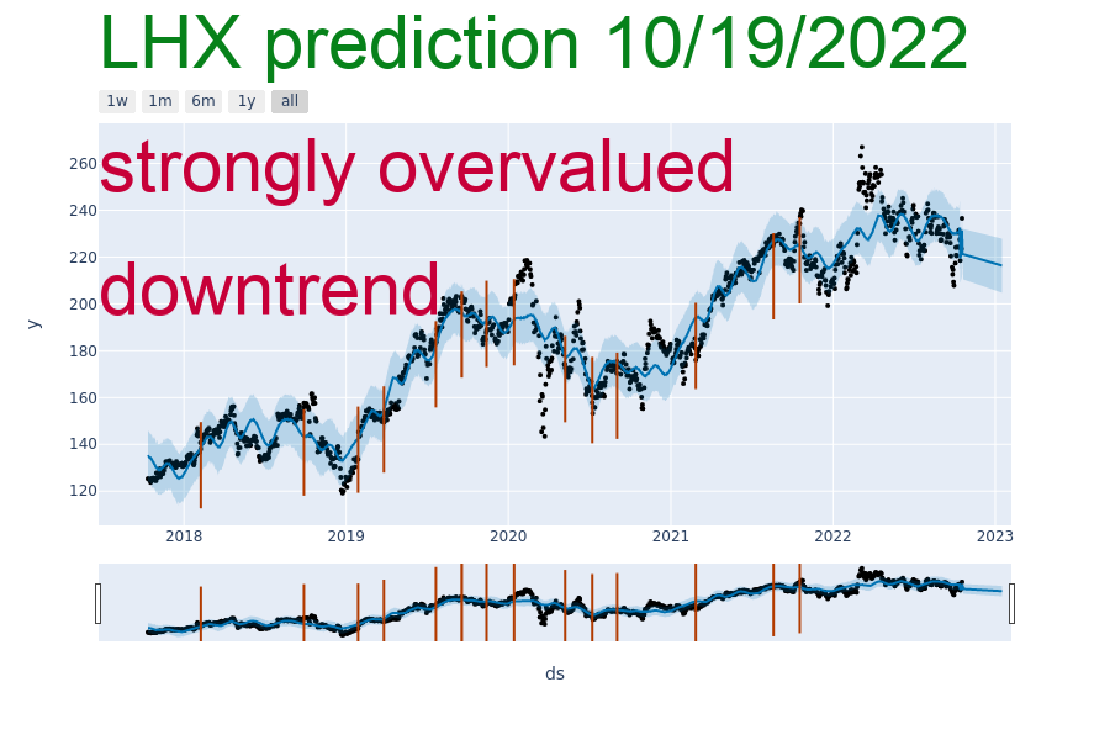 LHX prediction 10/19/2022
1w 1m 6m 1y all
strongly overvalued
downtrend
260
240
220
200
180
160
140
120
y
2018 2019 2020 2021 2022 2023
ds